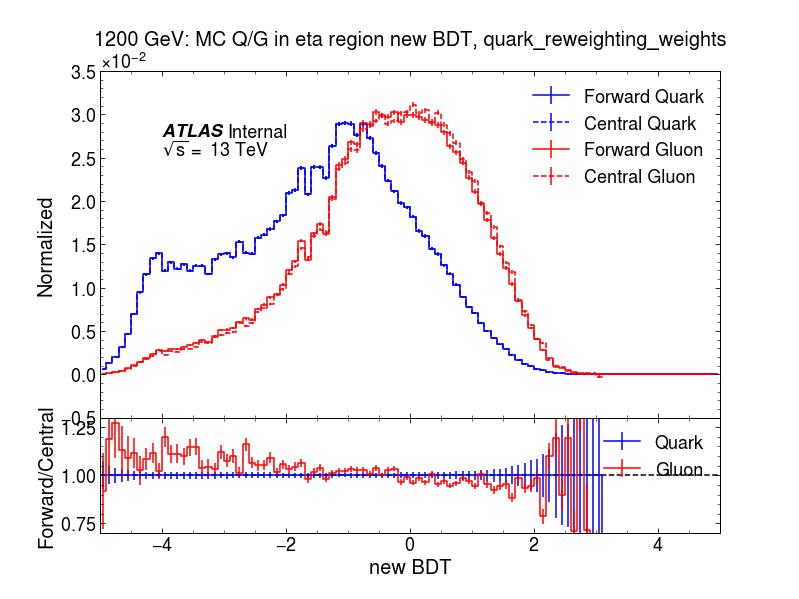 1200 GeV: MC Q/G in eta region new BDT, quark_reweighting_weights
×10⁻²
3.5
3.0
2.5
2.0
1.5
1.0
0.5
0.0
Normalized
ATLAS Internal
√s = 13 TeV
Forward Quark
Central Quark
Forward Gluon
Central Gluon
1.25
1.00
0.75
Forward/Central
Quark
Gluon
−4 −2 0 2 4
new BDT